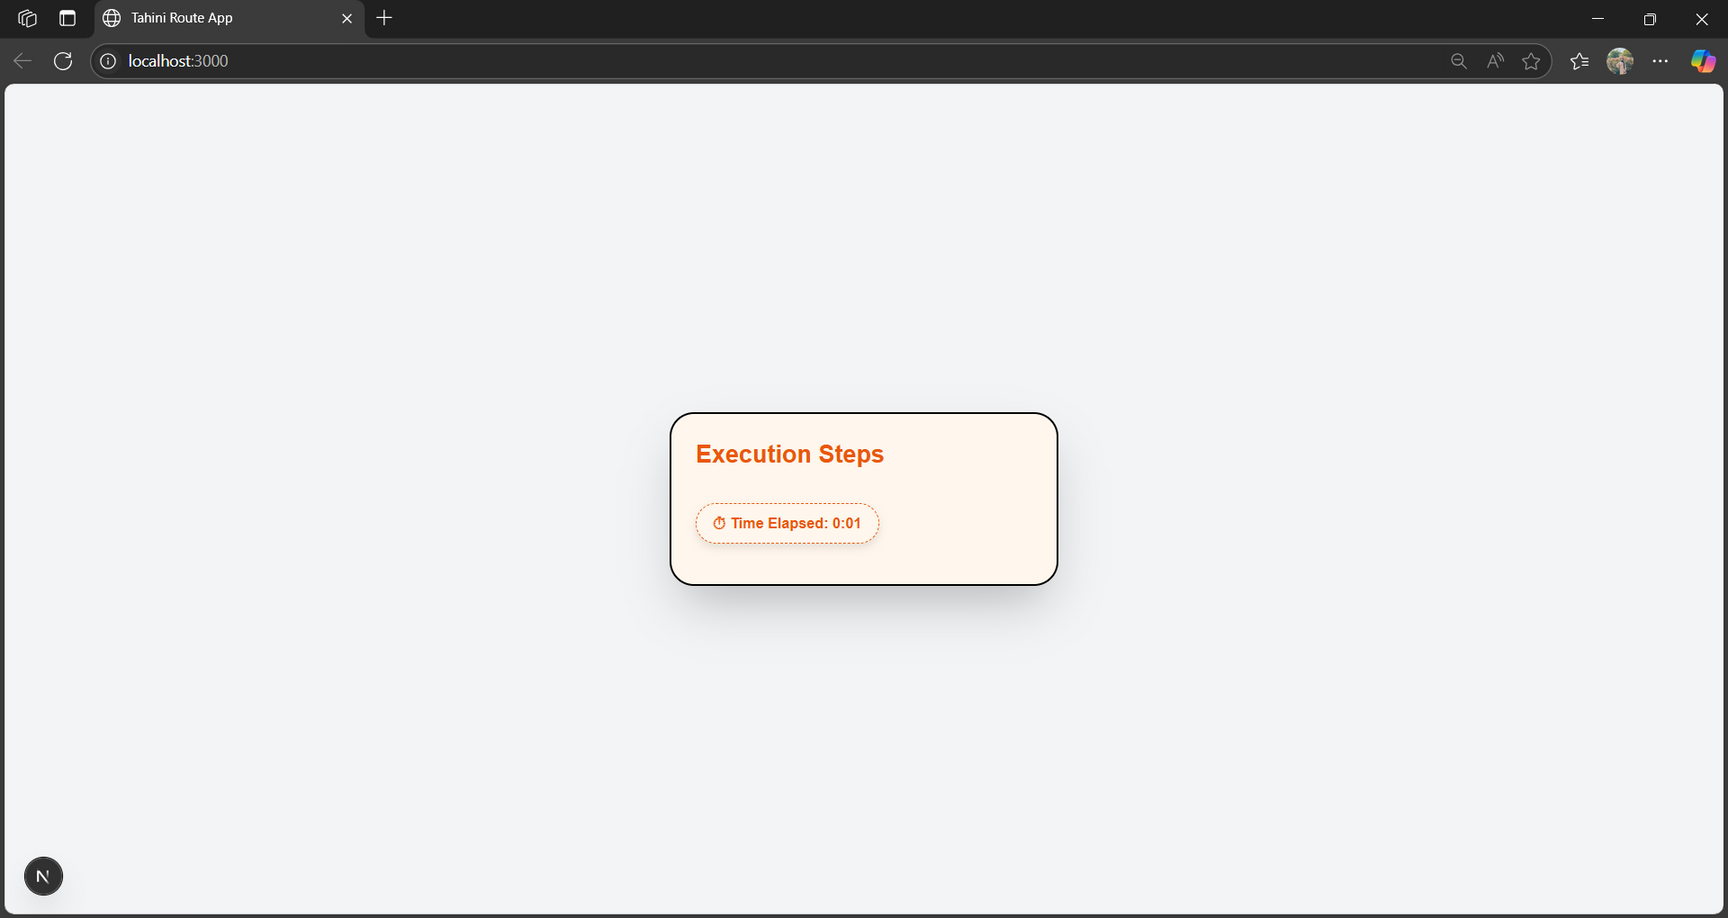 Tahini Route App
localhost:3000
Execution Steps
⏱ Time Elapsed: 0:01
N